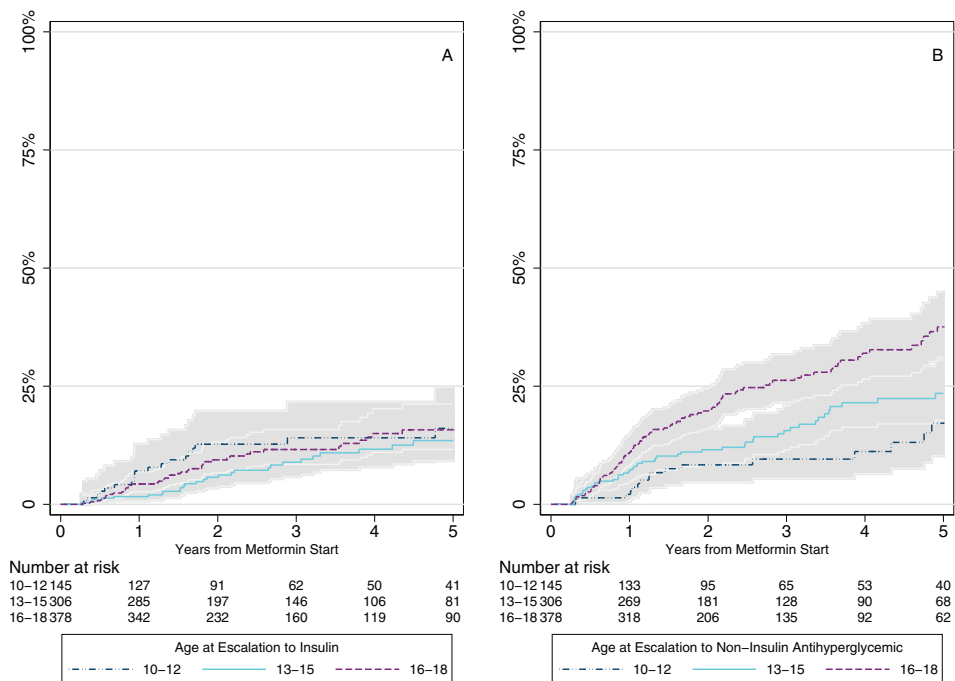 100%
75%
50%
25%
0
A
0 1 2 3 4 5
Years from Metformin Start
Number at risk
10–12 145 127 91 62 50 41
13–15 306 285 197 146 106 81
16–18 378 342 232 160 119 90
Age at Escalation to Insulin
10–12 13–15 16–18
100%
75%
50%
25%
0
B
0 1 2 3 4 5
Years from Metformin Start
Number at risk
10–12 145 133 95 65 53 40
13–15 306 269 181 128 90 68
16–18 378 318 206 135 92 62
Age at Escalation to Non–Insulin Antihyperglycemic
10–12 13–15 16–18